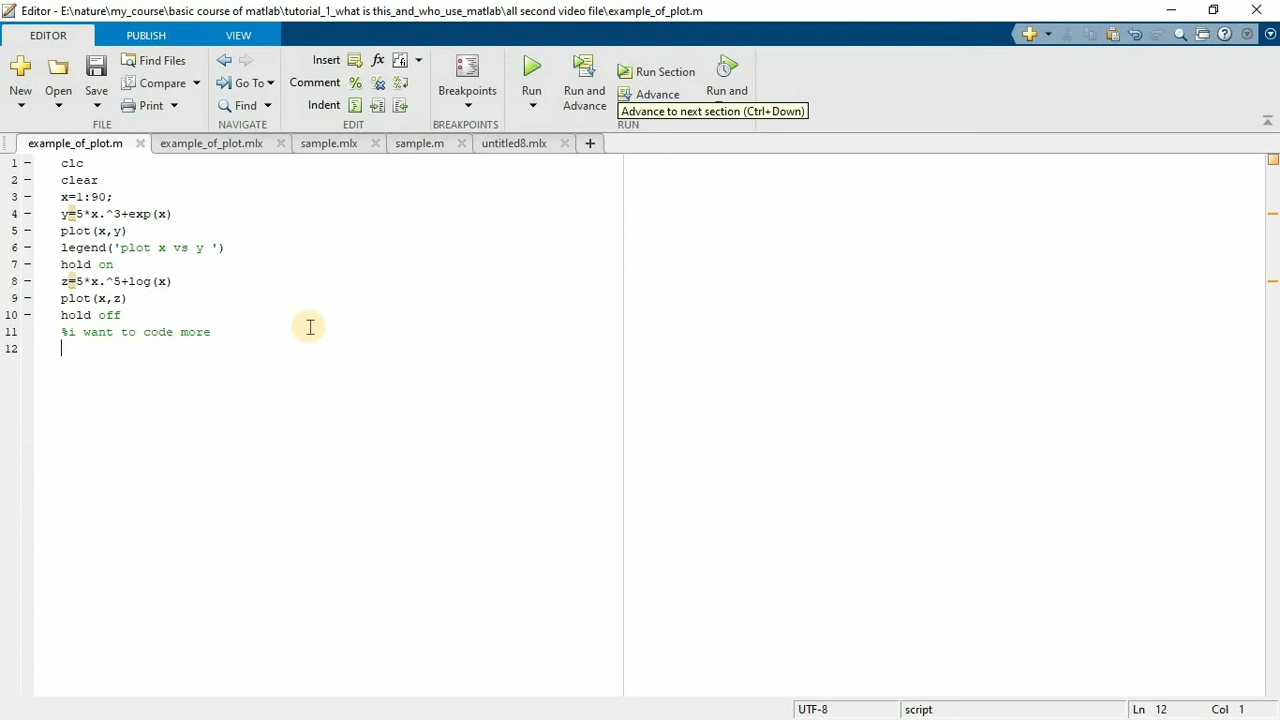 Editor - E:\nature\my_course\basic course of matlab\tutorial_1_what is this_and_who_use_matlab\all second video file\example_of_plot.m
EDITOR PUBLISH VIEW
New Open Save Find Files Compare Print
FILE
Go To Find
NAVIGATE
Insert fx
Comment
Indent
EDIT
Breakpoints
BREAKPOINTS
Run Run and Advance Run Section Advance Run and
Advance to next section (Ctrl+Down)
RUN
example_of_plot.m example_of_plot.mlx sample.mlx sample.m untitled8.mlx
1 clc
2 clear
3 x=1:90;
4 y=5*x.^3+exp(x)
5 plot(x,y)
6 legend('plot x vs y ')
7 hold on
8 z=5*x.^5+log(x)
9 plot(x,z)
10 hold off
11 %i want to code more
12
UTF-8 script Ln 12 Col 1